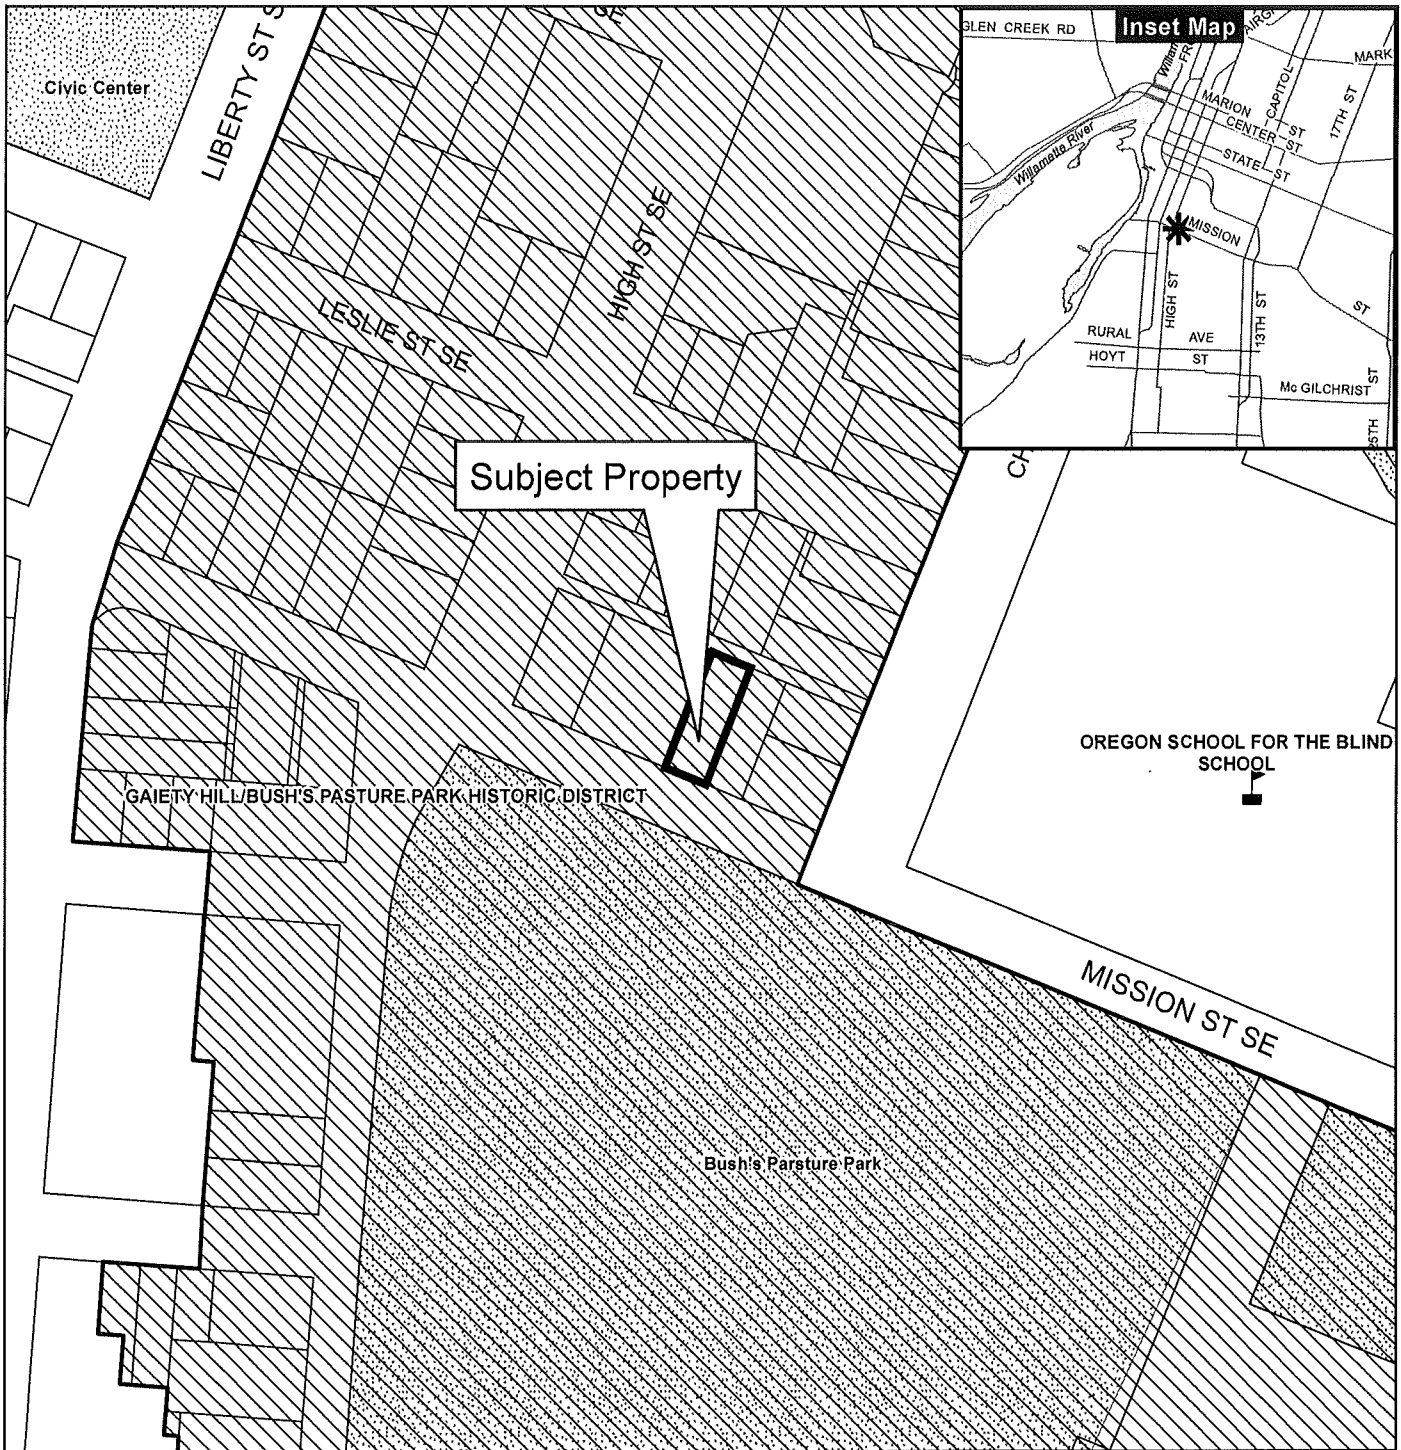 Civic Center
LIBERTY ST S
HIGH ST SE
LESLIE ST SE
Subject Property
CH
OREGON SCHOOL FOR THE BLIND
SCHOOL
GAIETY HILL/BUSH'S PASTURE PARK HISTORIC DISTRICT
MISSION ST SE
Bush's Parsture Park
Inset Map
GLEN CREEK RD
MARK
Willamette River
MARION
ST
CENTER ST
STATE ST
CAPITOL
17TH ST
MISSION
ST
HIGH ST
13TH ST
RURAL AVE
HOYT ST
Mc GILCHRIST ST
25TH